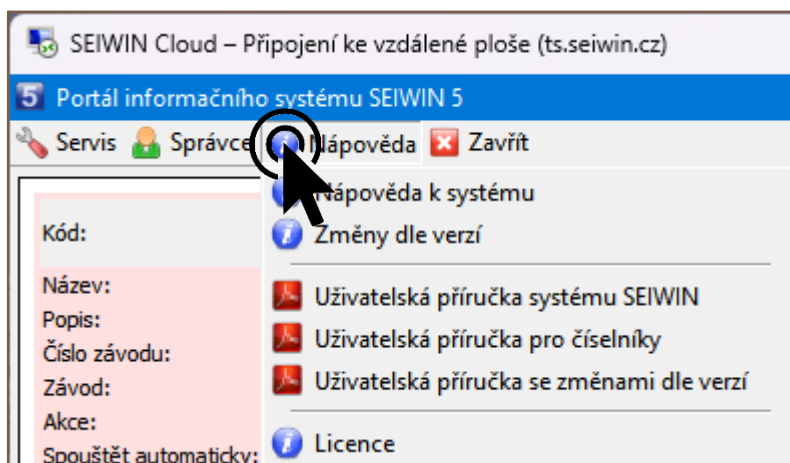 SEIWIN Cloud – Připojení ke vzdálené ploše (ts.seiwin.cz)
5 Portál informačního systému SEIWIN 5
Servis Správce Nápověda Zavřít
Nápověda k systému
Kód:
Změny dle verzí
Název:
Uživatelská příručka systému SEIWIN
Popis:
Uživatelská příručka pro číselníky
Číslo závodu:
Uživatelská příručka se změnami dle verzí
Závod:
Akce:
Licence
Spouštět automaticky: